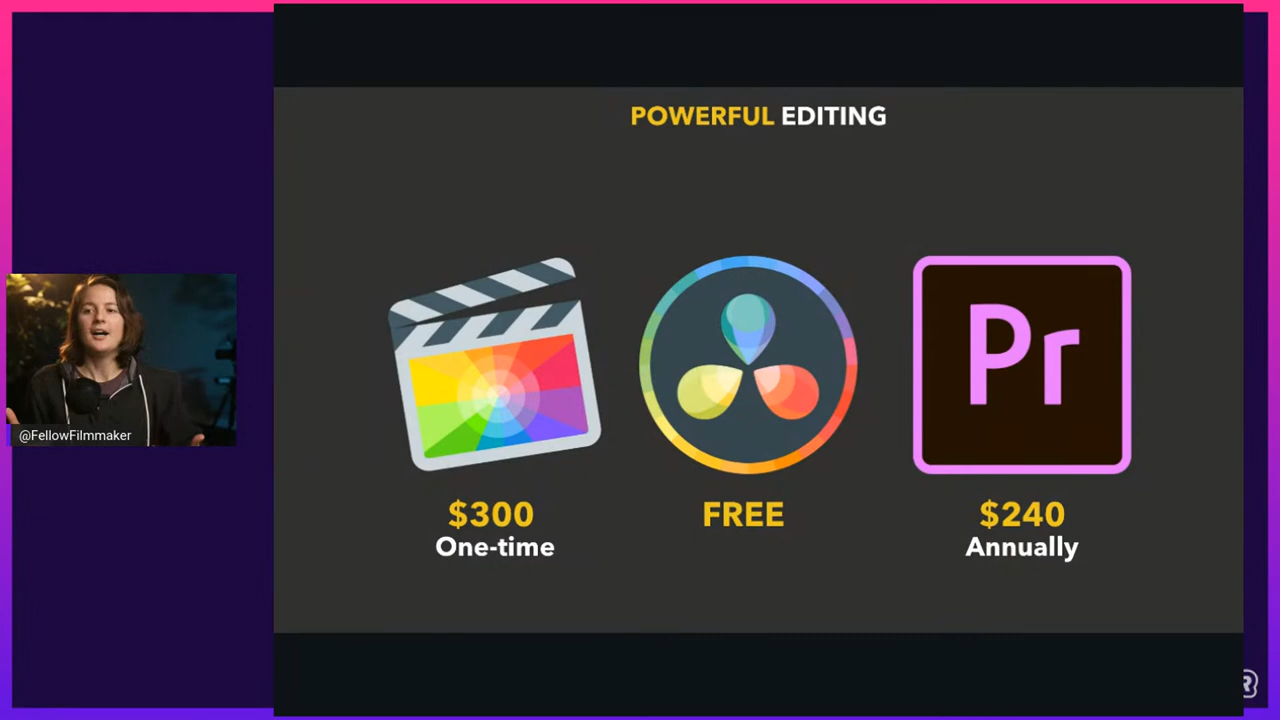 POWERFUL EDITING
Pr
@FellowFilmmaker
$300
One-time
FREE
$240
Annually
R